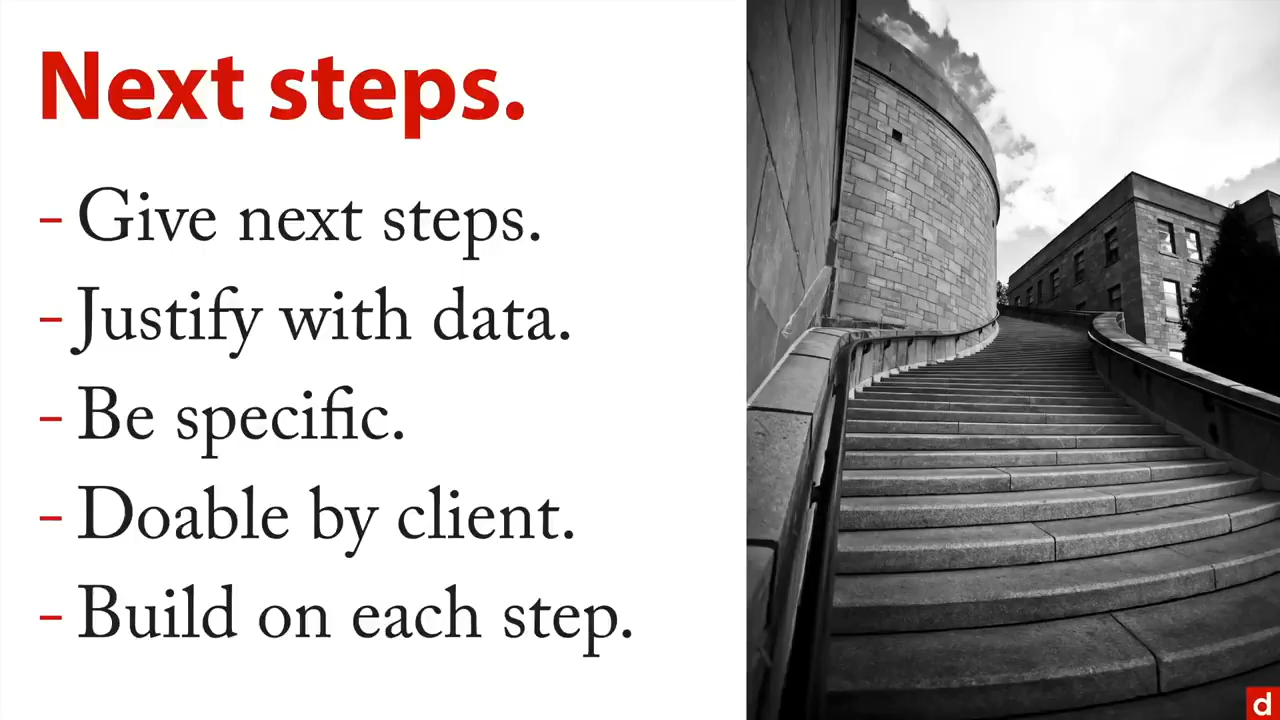 Next steps.
– Give next steps.
– Justify with data.
– Be specific.
– Doable by client.
– Build on each step.
d